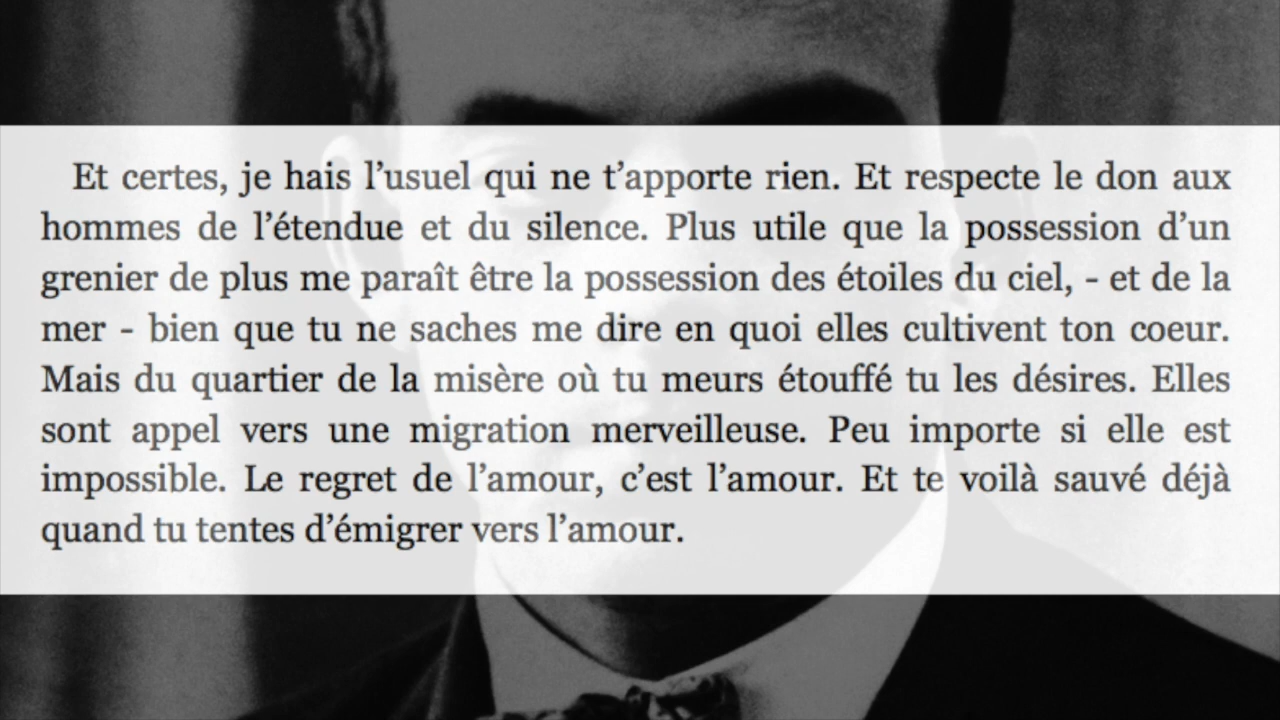 Et certes, je hais l’usuel qui ne t’apporte rien. Et respecte le don aux
hommes de l’étendue et du silence. Plus utile que la possession d’un
grenier de plus me paraît être la possession des étoiles du ciel, - et de la
mer - bien que tu ne saches me dire en quoi elles cultivent ton coeur.
Mais du quartier de la misère où tu meurs étouffé tu les désires. Elles
sont appel vers une migration merveilleuse. Peu importe si elle est
impossible. Le regret de l’amour, c’est l’amour. Et te voilà sauvé déjà
quand tu tentes d’émigrer vers l’amour.